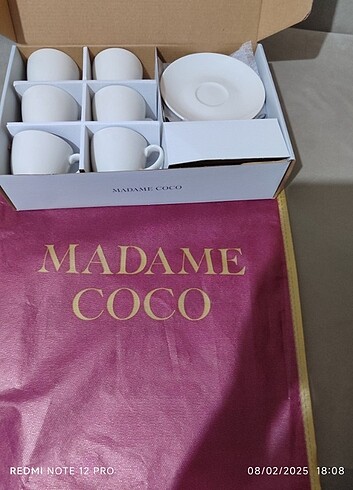 MADAME COCO
MADAME
COCO
REDMI NOTE 12 PRO
08/02/2025 18:08